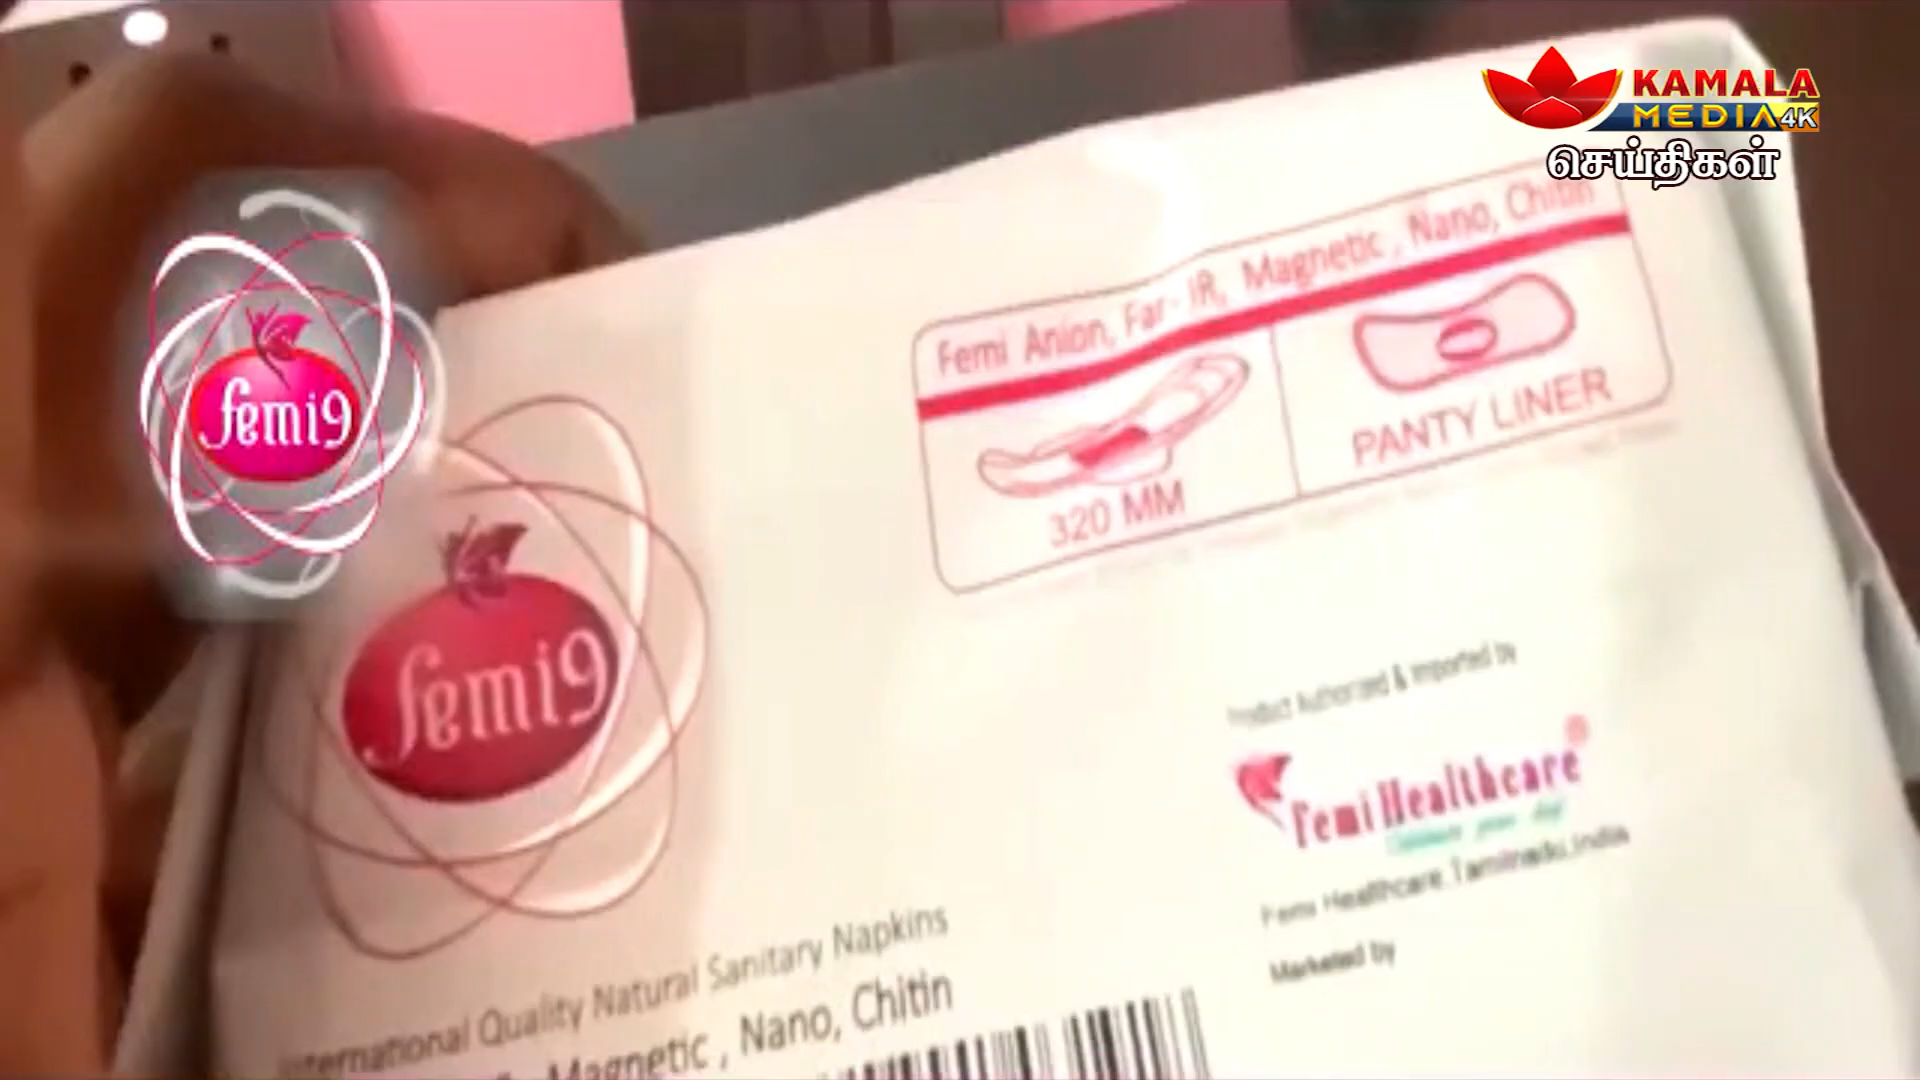 KAMALA
MEDIA 4K
செய்திகள்
femi9
Femi Anion, Far-IR, Magnetic, Nano, Chitin
320 MM
PANTY LINER
femi9
Product Authorized & Imported by
Femi Healthcare
Femi Healthcare, Tamilnadu, India
Marketed by
International Quality Natural Sanitary Napkins
Magnetic, Nano, Chitin